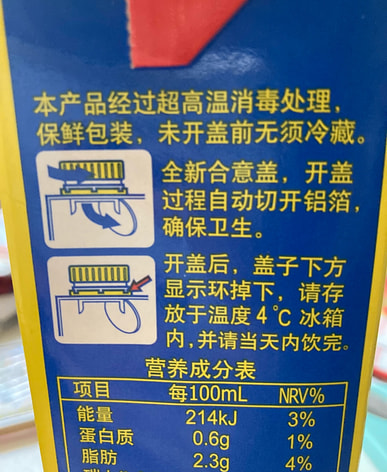 本产品经过超高温消毒处理，
保鲜包装，未开盖前无须冷藏。
全新合意盖，开盖
过程自动切开铝箔，
确保卫生。
开盖后，盖子下方
显示环掉下，请存
放于温度4℃冰箱
内，并请当天内饮完。
营养成分表
项目 每100mL NRV%
能量 214kJ 3%
蛋白质 0.6g 1%
脂肪 2.3g 4%